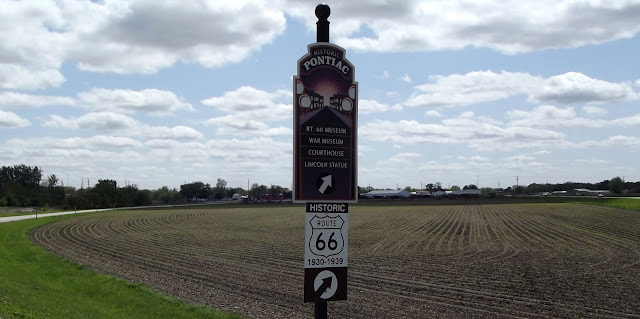 HISTORIC
PONTIAC
RT. 66 MUSEUM
WAR MUSEUM
COURTHOUSE
LINCOLN STATUE
HISTORIC
ROUTE
66
1930-1939